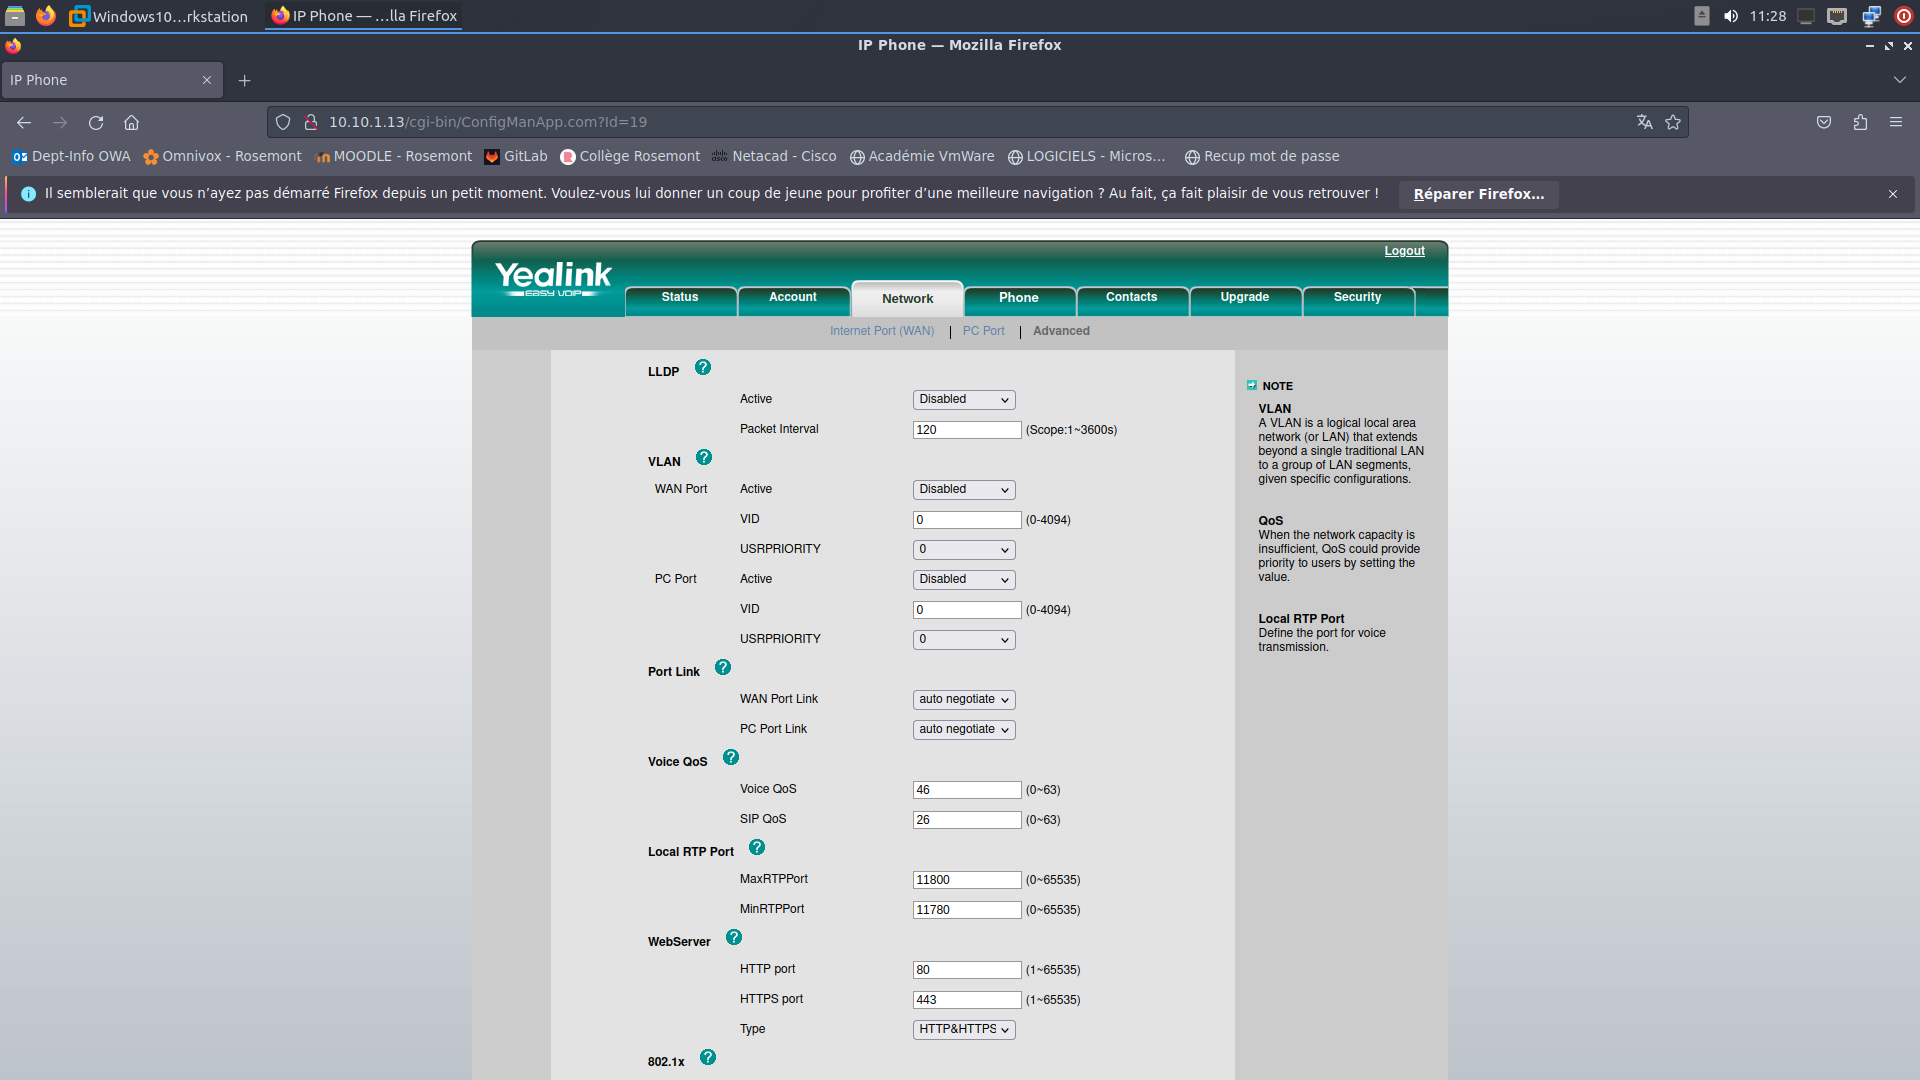 Windows10...rkstation
IP Phone — ...lla Firefox
11:28
IP Phone — Mozilla Firefox
IP Phone
10.10.1.13/cgi-bin/ConfigManApp.com?Id=19
Dept-Info OWA
Omnivox - Rosemont
MOODLE - Rosemont
GitLab
Collège Rosemont
Netacad - Cisco
Académie VmWare
LOGICIELS - Micros...
Recup mot de passe
Il semblerait que vous n’ayez pas démarré Firefox depuis un petit moment. Voulez-vous lui donner un coup de jeune pour profiter d’une meilleure navigation ? Au fait, ça fait plaisir de vous retrouver !
Réparer Firefox...
Logout
Yealink
EASY VOIP
Status
Account
Network
Phone
Contacts
Upgrade
Security
Internet Port (WAN) | PC Port | Advanced
LLDP ?
Active Disabled
Packet Interval 120 (Scope:1~3600s)
VLAN ?
WAN Port Active Disabled
VID 0 (0-4094)
USRPRIORITY 0
PC Port Active Disabled
VID 0 (0-4094)
USRPRIORITY 0
Port Link ?
WAN Port Link auto negotiate
PC Port Link auto negotiate
Voice QoS ?
Voice QoS 46 (0~63)
SIP QoS 26 (0~63)
Local RTP Port ?
MaxRTPPort 11800 (0~65535)
MinRTPPort 11780 (0~65535)
WebServer ?
HTTP port 80 (1~65535)
HTTPS port 443 (1~65535)
Type HTTP&HTTPS
802.1x ?
NOTE
VLAN
A VLAN is a logical local area
network (or LAN) that extends
beyond a single traditional LAN
to a group of LAN segments,
given specific configurations.
QoS
When the network capacity is
insufficient, QoS could provide
priority to users by setting the
value.
Local RTP Port
Define the port for voice
transmission.